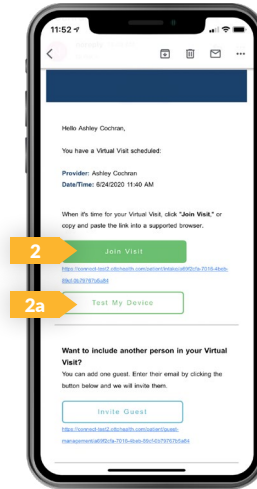 11:52
Hello Ashley Cochran,
You have a Virtual Visit scheduled:
Provider: Ashley Cochran
Date/Time: 6/24/2020 11:40 AM
When it's time for your Virtual Visit, click "Join Visit," or
copy and paste the link into a supported browser.
2
Join Visit
2a
Test My Device
Want to include another person in your Virtual
Visit?
You can add one guest. Enter their email by clicking the
button below and we will invite them.
Invite Guest